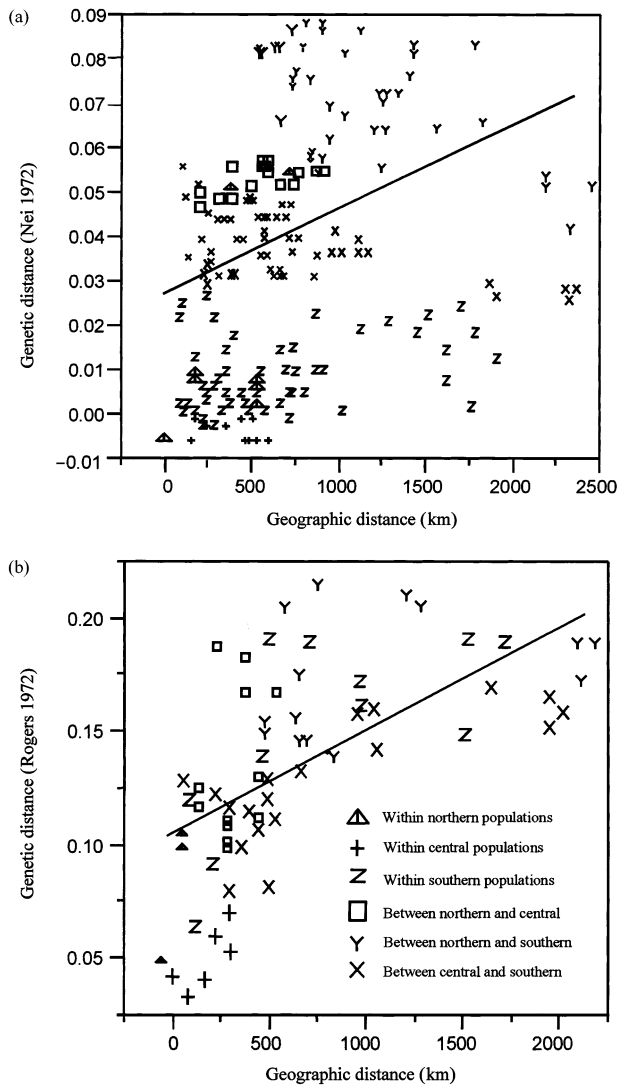 (a)
0.09
0.08
0.07
0.06
0.05
0.04
0.03
0.02
0.01
0.00
−0.01
Genetic distance (Nei 1972)
0 500 1000 1500 2000 2500
Geographic distance (km)
(b)
0.20
0.15
0.10
0.05
Genetic distance (Rogers 1972)
Within northern populations
Within central populations
Within southern populations
Between northern and central
Between northern and southern
Between central and southern
0 500 1000 1500 2000
Geographic distance (km)